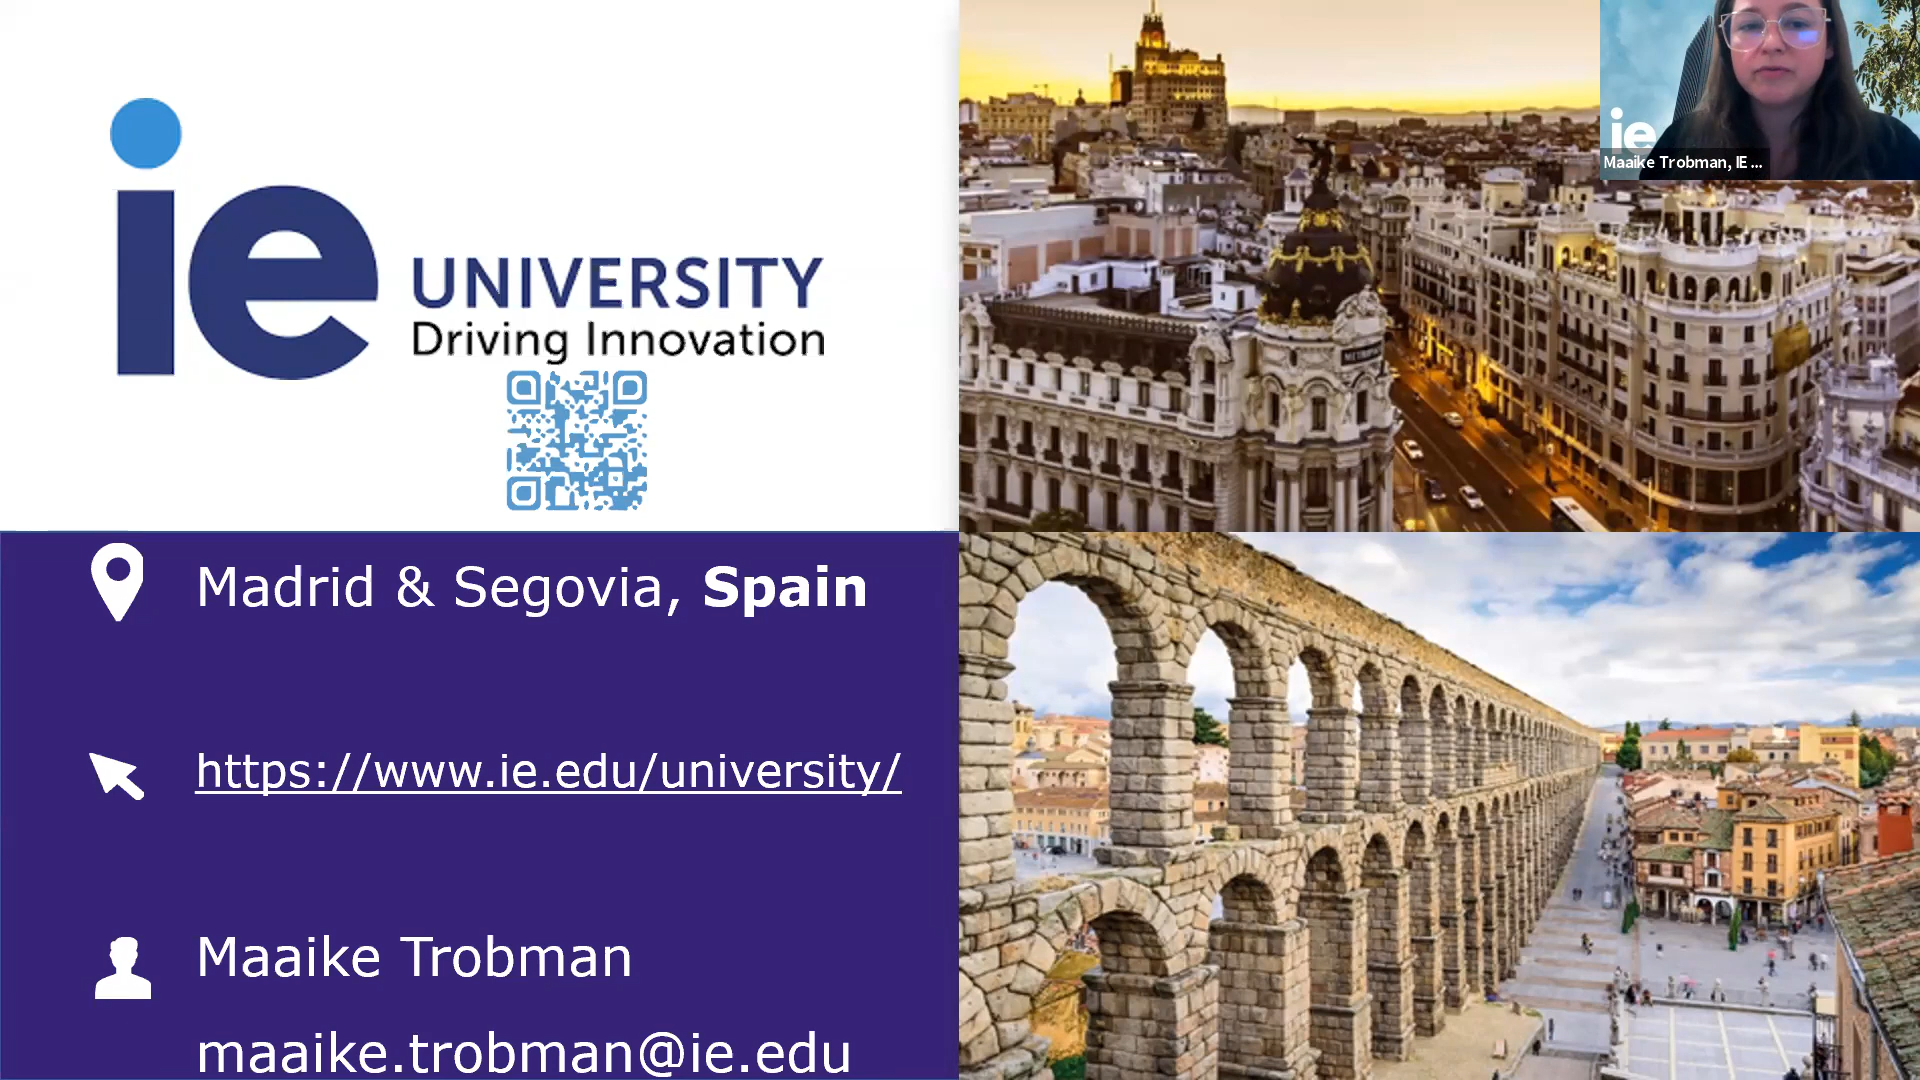 ie
UNIVERSITY
Driving Innovation
Madrid & Segovia, Spain
https://www.ie.edu/university/
Maaike Trobman
maaike.trobman@ie.edu
ie
Maaike Trobman, IE ...